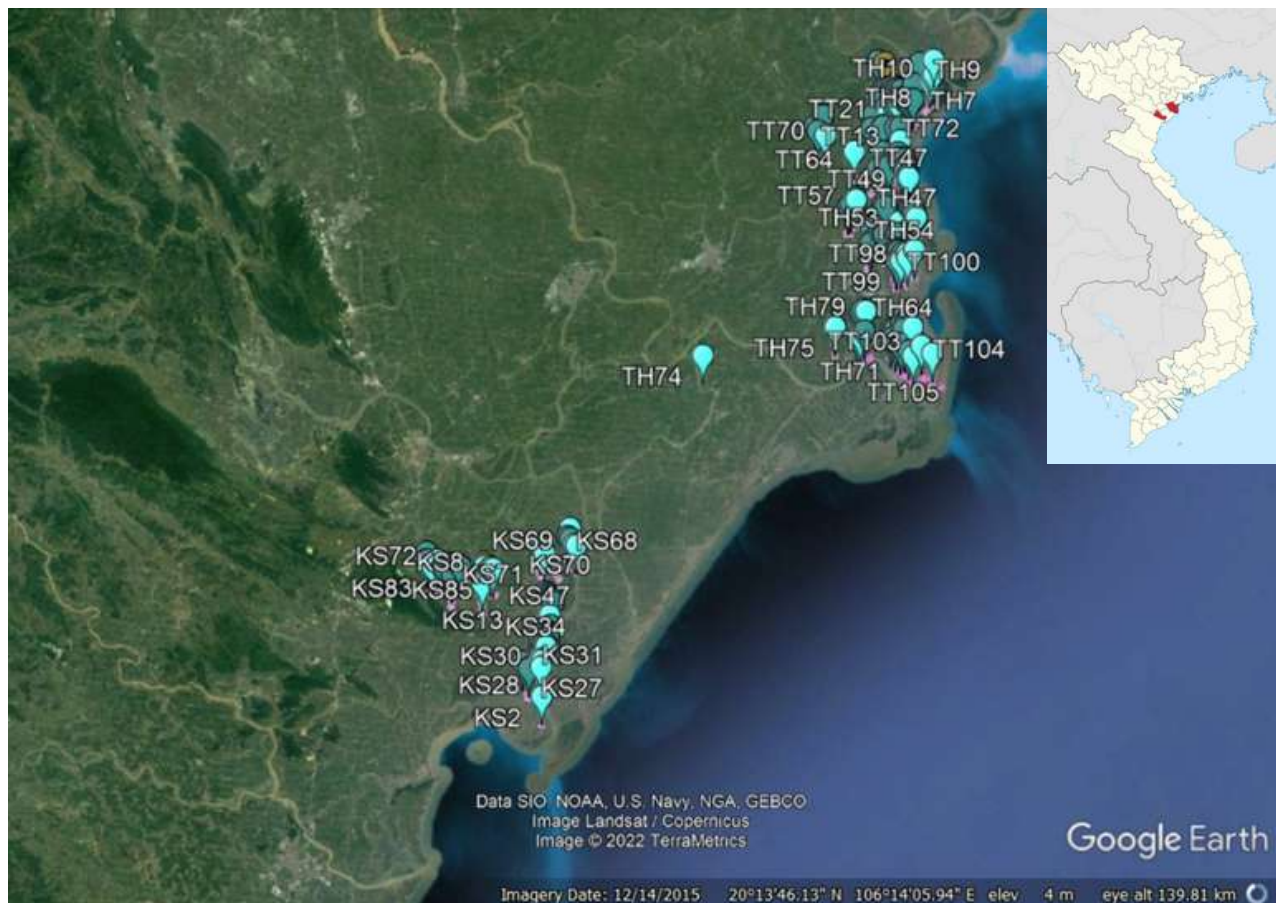 TH10
TH9
TH8
TH7
TT21
TT70
TT13
TT72
TT64
TT47
TT49
TT57
TH47
TH53
TH54
TT98
TT100
TT99
TH79
TH64
TH75
TT103
TT104
TH71
TH74
TT105
KS69
KS68
KS72
KS8
KS70
KS71
KS83
KS85
KS47
KS13
KS34
KS30
KS31
KS28
KS27
KS2
Data SIO, NOAA, U.S. Navy, NGA, GEBCO
Image Landsat / Copernicus
Image © 2022 TerraMetrics
Google Earth
Imagery Date: 12/14/2015 20°13'46.13" N 106°14'05.94" E elev 4 m eye alt 139.81 km